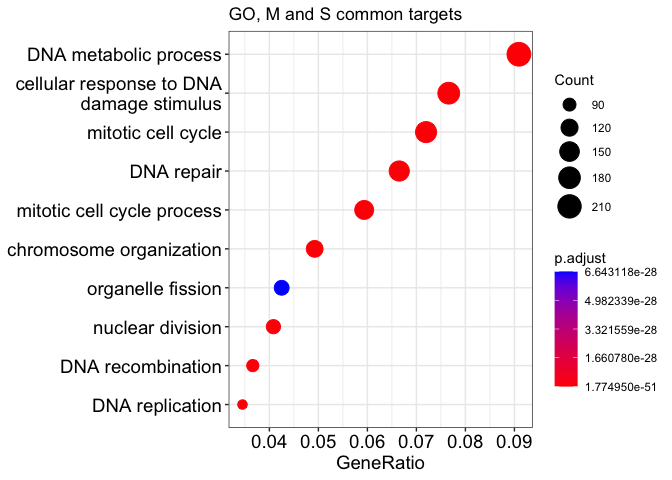 GO, M and S common targets
DNA metabolic process
cellular response to DNA
damage stimulus
mitotic cell cycle
DNA repair
mitotic cell cycle process
chromosome organization
organelle fission
nuclear division
DNA recombination
DNA replication
0.04 0.05 0.06 0.07 0.08 0.09
GeneRatio
Count
90
120
150
180
210
p.adjust
6.643118e-28
4.982339e-28
3.321559e-28
1.660780e-28
1.774950e-51